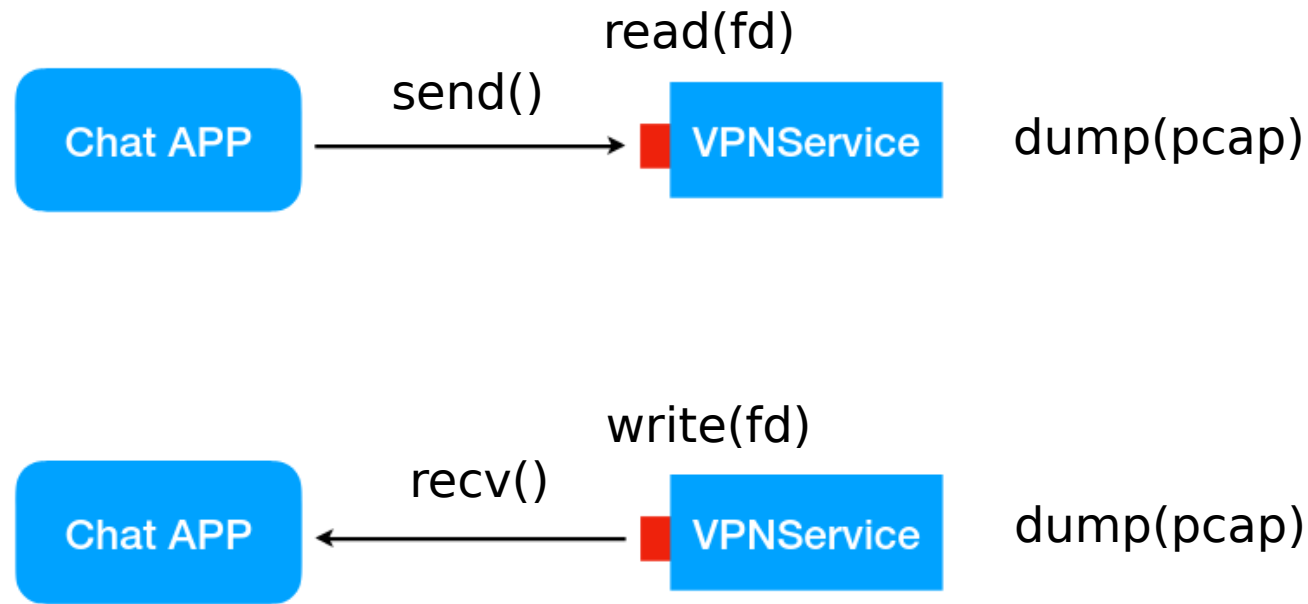 read(fd)
send()
Chat APP
VPNService
dump(pcap)
write(fd)
recv()
Chat APP
VPNService
dump(pcap)